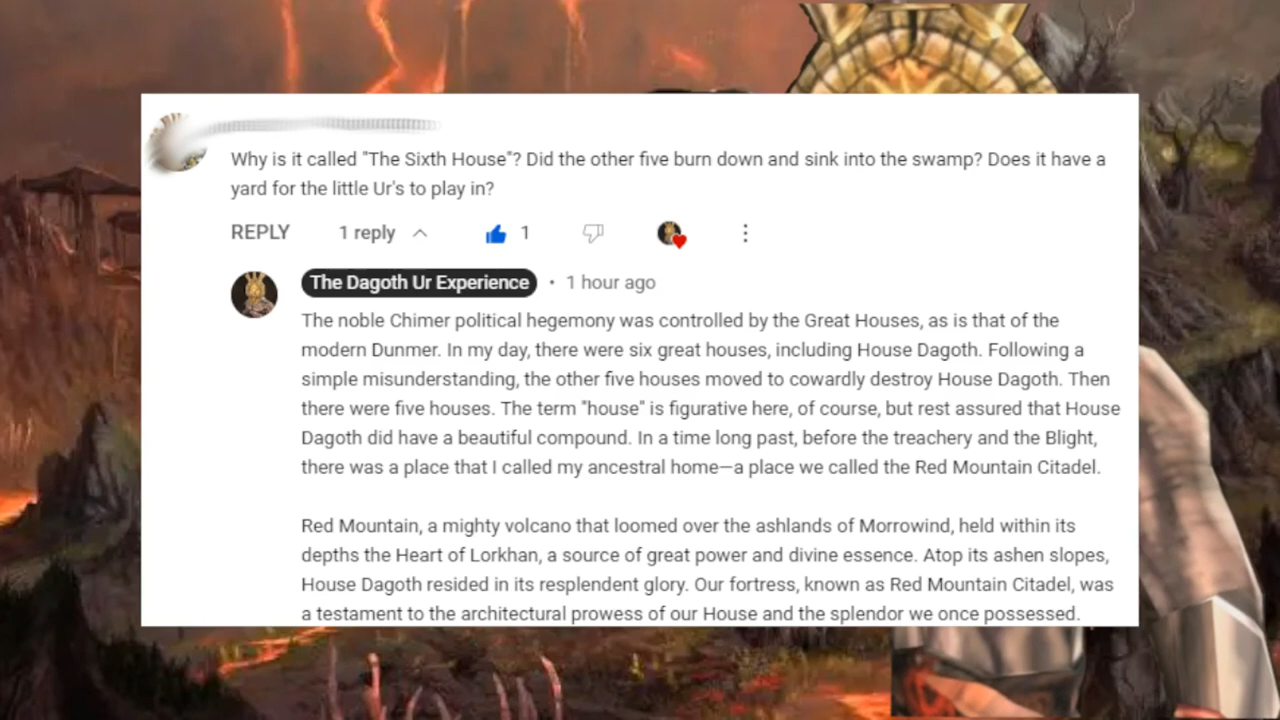 Why is it called "The Sixth House"? Did the other five burn down and sink into the swamp? Does it have a
yard for the little Ur's to play in?
REPLY 1 reply 1
The Dagoth Ur Experience • 1 hour ago
The noble Chimer political hegemony was controlled by the Great Houses, as is that of the
modern Dunmer. In my day, there were six great houses, including House Dagoth. Following a
simple misunderstanding, the other five houses moved to cowardly destroy House Dagoth. Then
there were five houses. The term "house" is figurative here, of course, but rest assured that House
Dagoth did have a beautiful compound. In a time long past, before the treachery and the Blight,
there was a place that I called my ancestral home—a place we called the Red Mountain Citadel.
Red Mountain, a mighty volcano that loomed over the ashlands of Morrowind, held within its
depths the Heart of Lorkhan, a source of great power and divine essence. Atop its ashen slopes,
House Dagoth resided in its resplendent glory. Our fortress, known as Red Mountain Citadel, was
a testament to the architectural prowess of our House and the splendor we once possessed.